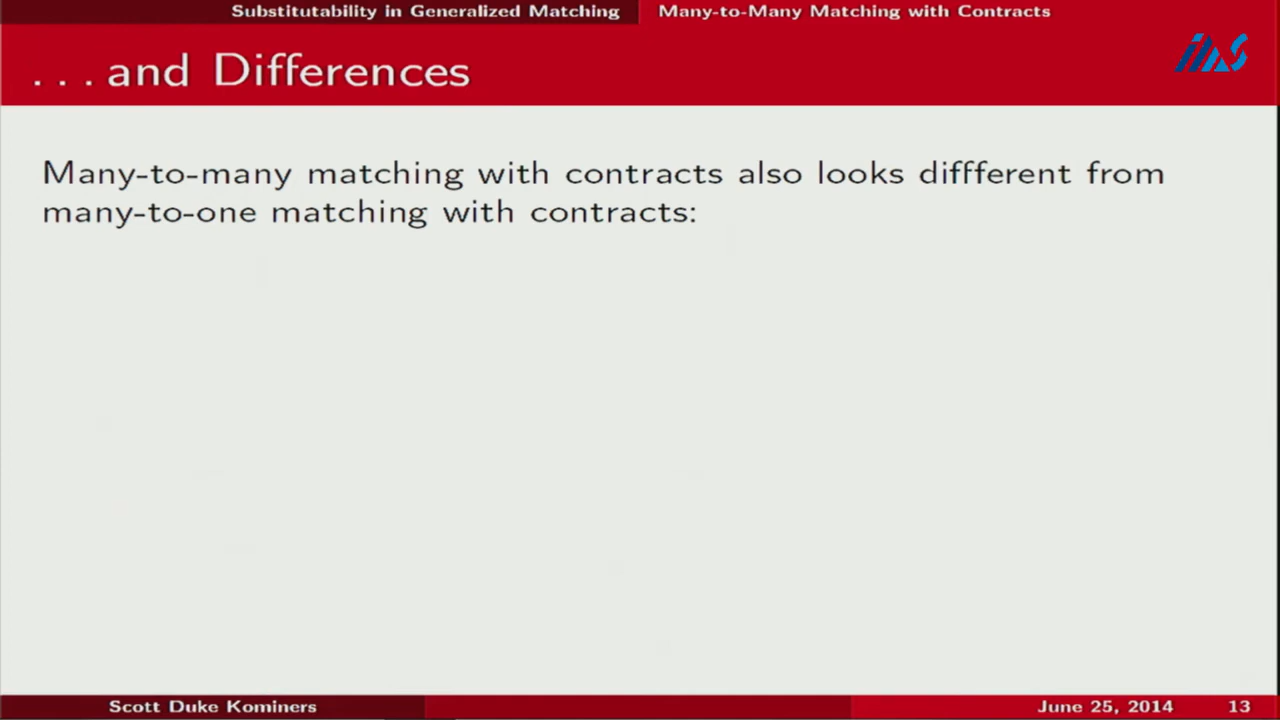 Substitutability in Generalized Matching
Many-to-Many Matching with Contracts
. . . and Differences
ias
Many-to-many matching with contracts also looks diffferent from
many-to-one matching with contracts:
Scott Duke Kominers
June 25, 2014
13